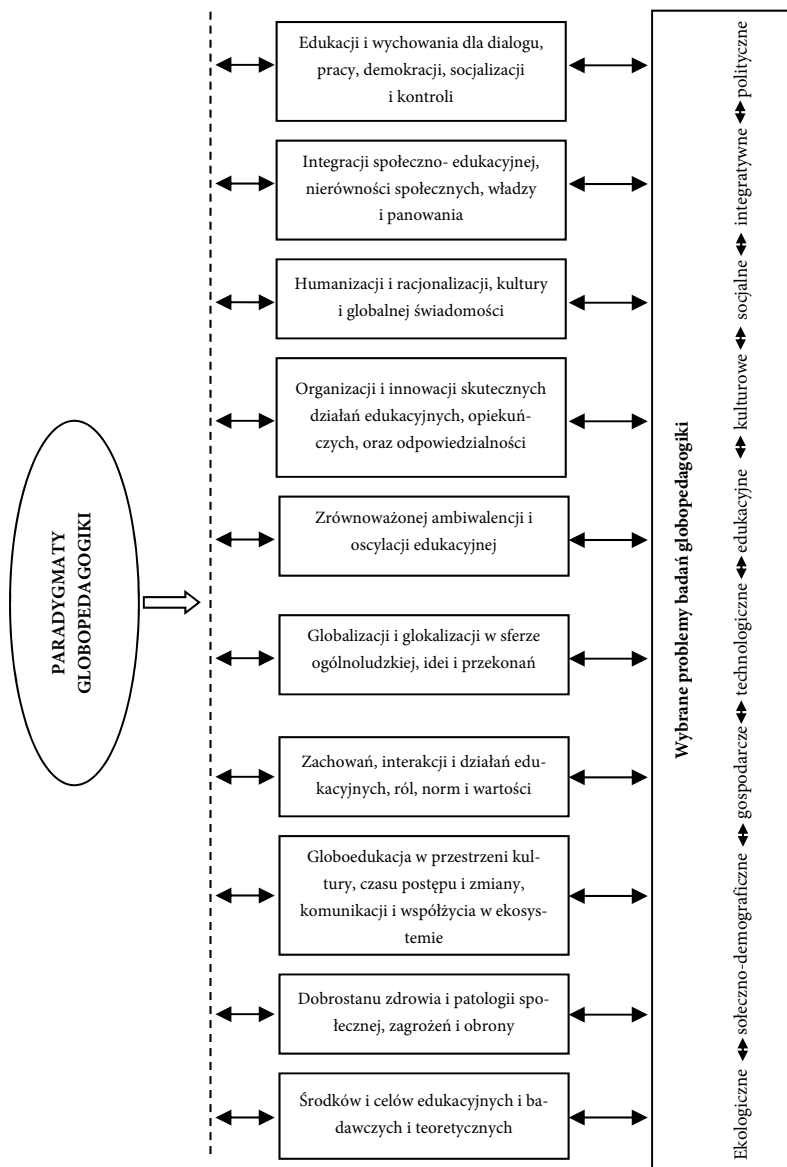 PARADYGMATY
GLOBOPEDAGOGIKI
Edukacji i wychowania dla dialogu,
pracy, demokracji, socjalizacji
i kontroli
Integracji społeczno- edukacyjnej,
nierówności społecznych, władzy
i panowania
Humanizacji i racjonalizacji, kultury
i globalnej świadomości
Organizacji i innowacji skutecznych
działań edukacyjnych, opiekuń-
czych, oraz odpowiedzialności
Zrównoważonej ambiwalencji i
oscylacji edukacyjnej
Globalizacji i glokalizacji w sferze
ogólnoludzkiej, idei i przekonań
Zachowań, interakcji i działań edu-
kacyjnych, ról, norm i wartości
Globoedukacja w przestrzeni kul-
tury, czasu postępu i zmiany,
komunikacji i współżycia w ekosys-
temie
Dobrostanu zdrowia i patologii spo-
łecznej, zagrożeń i obrony
Środków i celów edukacyjnych i ba-
dawczych i teoretycznych
Wybrane problemy badań globopedagogiki
Ekologiczne sołeczno-demograficzne gospodarcze technologiczne edukacyjne kulturowe socjalne integratywne polityczne